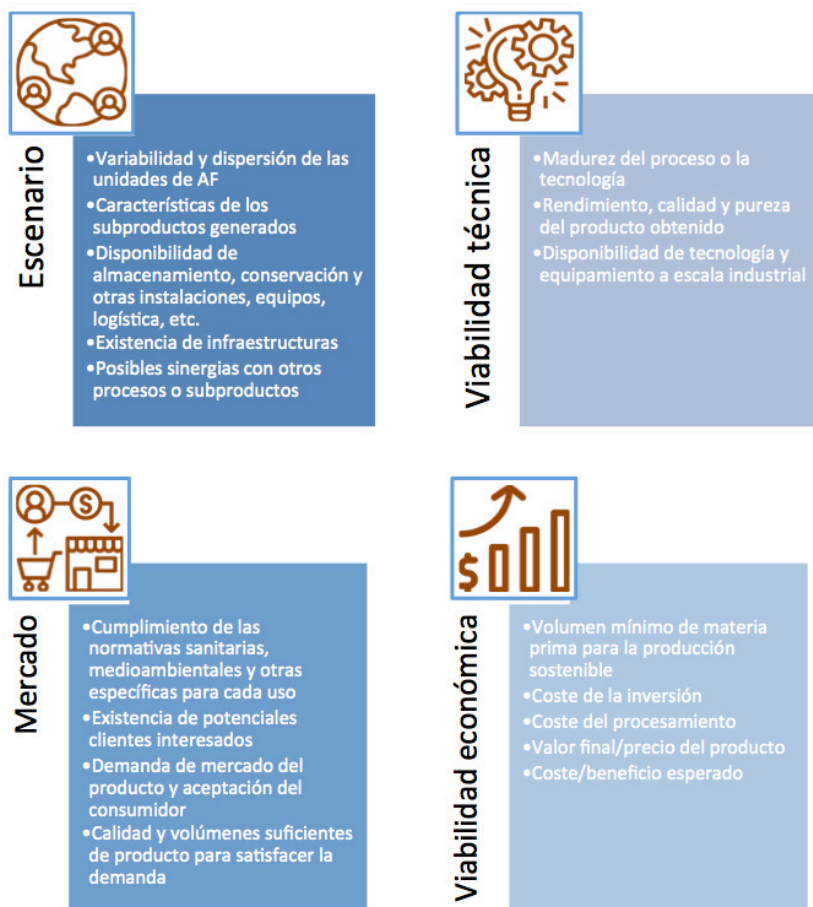 Escenario
•Variabilidad y dispersión de las
unidades de AF
•Características de los
subproductos generados
•Disponibilidad de
almacenamiento, conservación y
otras instalaciones, equipos,
logística, etc.
•Existencia de infraestructuras
•Posibles sinergias con otros
procesos o subproductos
Viabilidad técnica
•Madurez del proceso o la
tecnología
•Rendimiento, calidad y pureza
del producto obtenido
•Disponibilidad de tecnología y
equipamiento a escala industrial
Mercado
$
•Cumplimiento de las
normativas sanitarias,
medioambientales y otras
específicas para cada uso
•Existencia de potenciales
clientes interesados
•Demanda de mercado del
producto y aceptación del
consumidor
•Calidad y volúmenes suficientes
de producto para satisfacer la
demanda
Viabilidad económica
$
•Volumen mínimo de materia
prima para la producción
sostenible
•Coste de la inversión
•Coste del procesamiento
•Valor final/precio del producto
•Coste/beneficio esperado